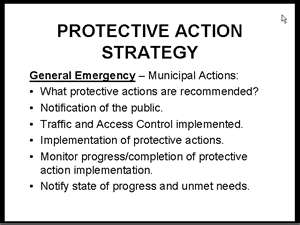 PROTECTIVE ACTION
STRATEGY
General Emergency – Municipal Actions:
• What protective actions are recommended?
• Notification of the public.
• Traffic and Access Control implemented.
• Implementation of protective actions.
• Monitor progress/completion of protective
action implementation.
• Notify state of progress and unmet needs.